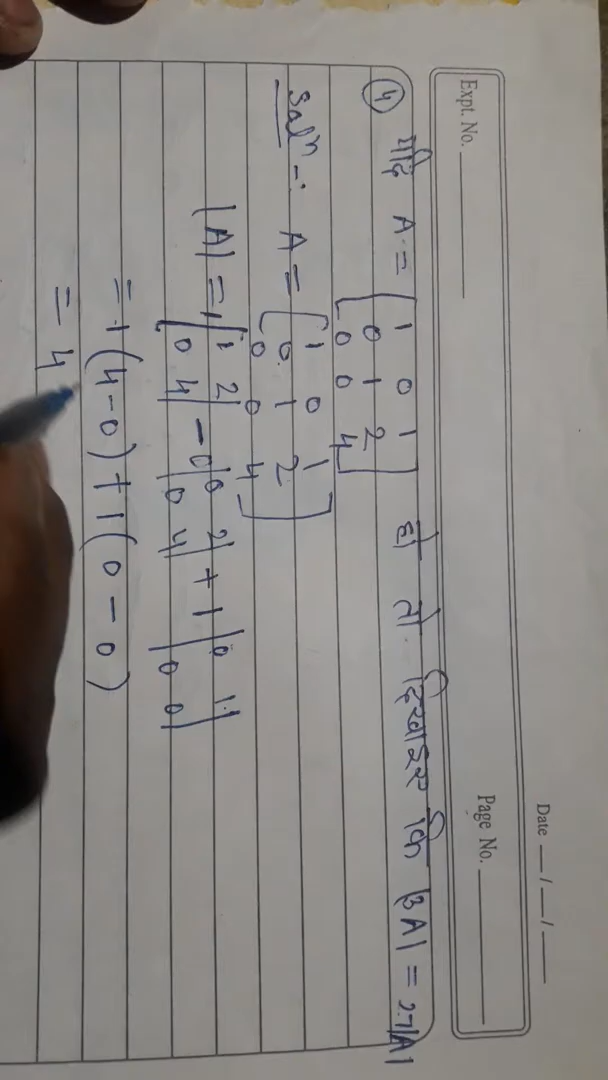 Date __/__/__
Expt. No. ______ Page No. ______
④ यदि A = [1 0 1
0 1 2
0 0 4] हो तो दिखाइए कि |3A| = 27|A|
Solⁿ -: A = [1 0 1
0 1 2
0 0 4]
|A| = 1 |1 2
0 4| - 0 |0 2
0 4| + 1 |0 1
0 0|
= 1(4-0) + 1(0-0)
= 4